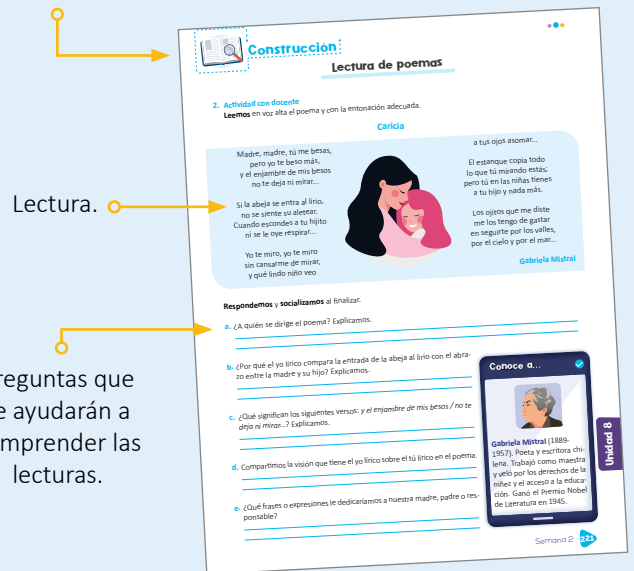 Construcción
Lectura de poemas
2. Actividad con docente
Leemos en voz alta el poema y con la entonación adecuada.
Caricia
Madre, madre, tú me besas,
pero yo te beso más,
y el enjambre de mis besos
no te deja ni mirar...
Si la abeja se entra al lirio,
no se siente su aletear.
Cuando escondes a tu hijito
ni se le oye respirar...
Yo te miro, yo te miro
sin cansarme de mirar,
y qué lindo niño veo
a tus ojos asomar...
El estanque copia todo
lo que tú mirando estás;
pero tú en las niñas tienes
a tu hijo y nada más.
Los ojitos que me diste
me los tengo de gastar
en seguirte por los valles,
por el cielo y por el mar...
Gabriela Mistral
Lectura.
Respondemos y socializamos al finalizar.
a. ¿A quién se dirige el poema? Explicamos.
b. ¿Por qué el yo lírico compara la entrada de la abeja al lirio con el abra-
zo entre la madre y su hijo? Explicamos.
c. ¿Qué significan los siguientes versos: y el enjambre de mis besos / no te
deja ni mirar...? Explicamos.
d. Compartimos la visión que tiene el yo lírico sobre el tú lírico en el poema.
e. ¿Qué frases o expresiones le dedicaríamos a nuestra madre, padre o res-
ponsable?
reguntas que
e ayudarán a
mprender las
lecturas.
Conoce a...
Gabriela Mistral (1889-
1957). Poeta y escritora chi-
lena. Trabajó como maestra
y veló por los derechos de la
niñez y el acceso a la educa-
ción. Ganó el Premio Nobel
de Literatura en 1945.
Unidad 8
Semana 2 221